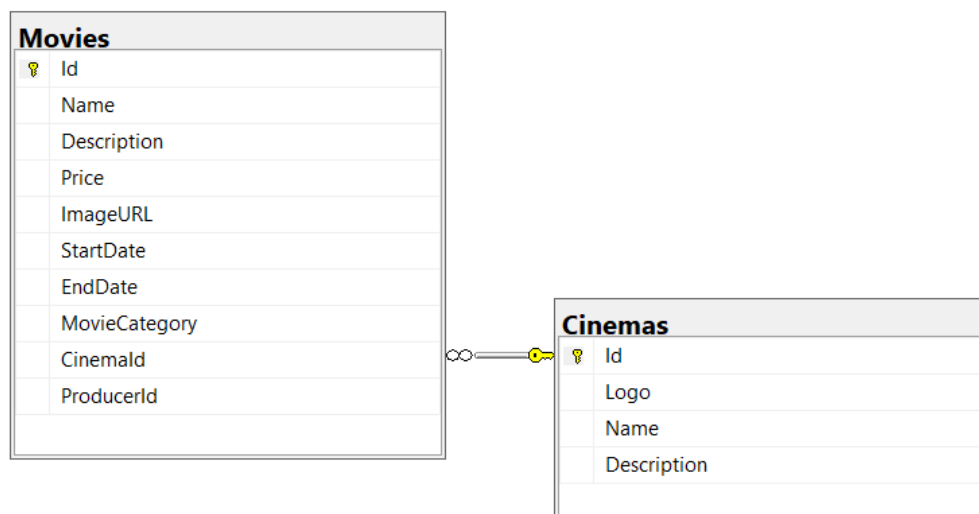 Movies
Id
Name
Description
Price
ImageURL
StartDate
EndDate
MovieCategory
CinemaId
ProducerId
Cinemas
Id
Logo
Name
Description